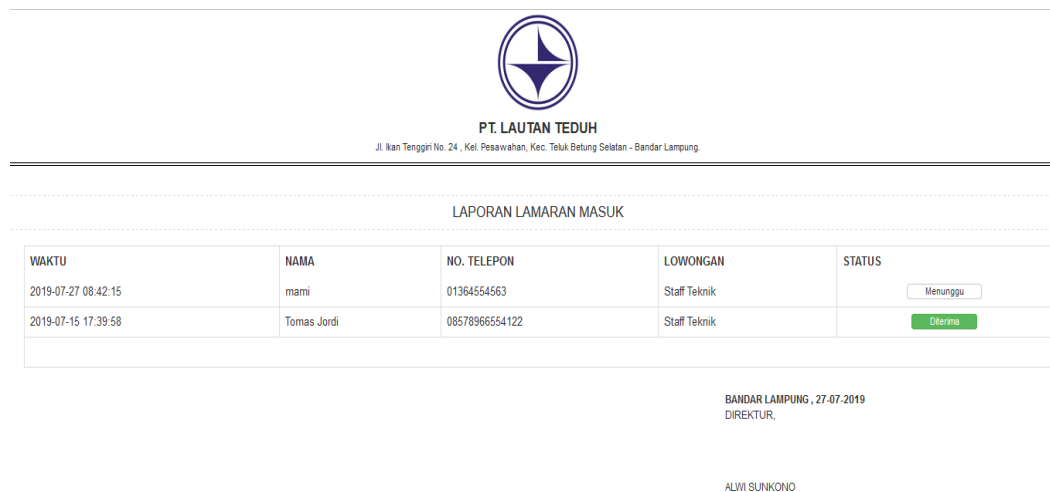 PT. LAUTAN TEDUH
Jl. Ikan Tenggiri No. 24 , Kel. Pesawahan, Kec. Teluk Betung Selatan - Bandar Lampung.
LAPORAN LAMARAN MASUK
WAKTU NAMA NO. TELEPON LOWONGAN STATUS
2019-07-27 08:42:15 mami 01364554563 Staff Teknik Menunggu
2019-07-15 17:39:58 Tomas Jordi 08578966554122 Staff Teknik Diterima
BANDAR LAMPUNG , 27-07-2019
DIREKTUR,
ALWI SUNKONO